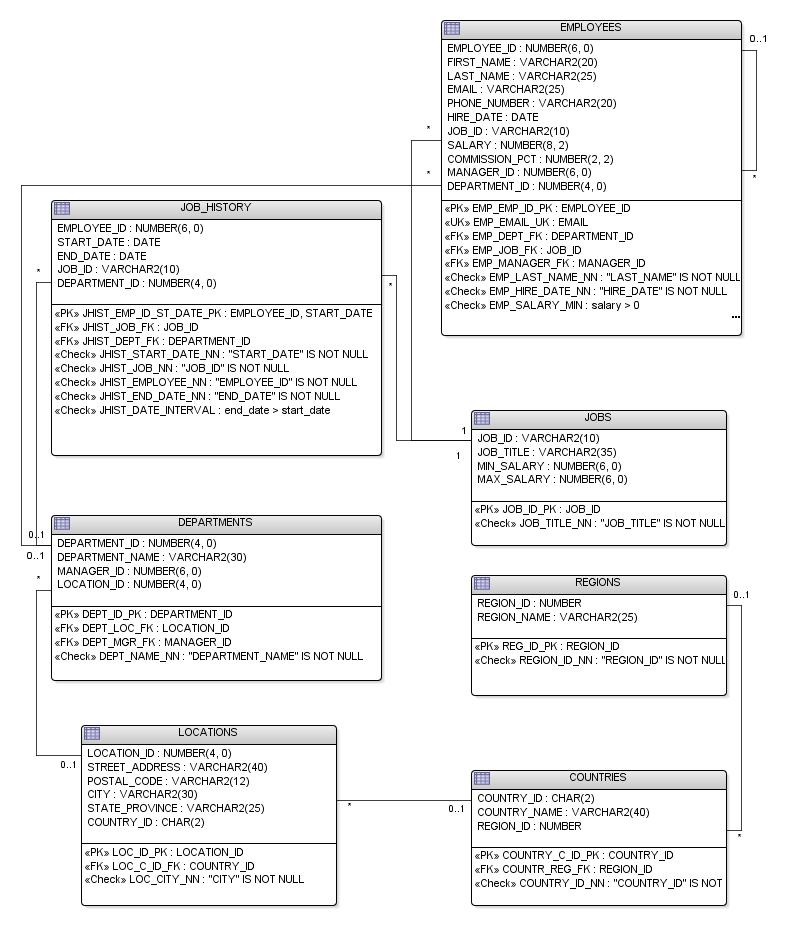 EMPLOYEES
EMPLOYEE_ID : NUMBER(6, 0)
FIRST_NAME : VARCHAR2(20)
LAST_NAME : VARCHAR2(25)
EMAIL : VARCHAR2(25)
PHONE_NUMBER : VARCHAR2(20)
HIRE_DATE : DATE
JOB_ID : VARCHAR2(10)
SALARY : NUMBER(8, 2)
COMMISSION_PCT : NUMBER(2, 2)
MANAGER_ID : NUMBER(6, 0)
DEPARTMENT_ID : NUMBER(4, 0)
«PK» EMP_EMP_ID_PK : EMPLOYEE_ID
«UK» EMP_EMAIL_UK : EMAIL
«FK» EMP_DEPT_FK : DEPARTMENT_ID
«FK» EMP_JOB_FK : JOB_ID
«FK» EMP_MANAGER_FK : MANAGER_ID
«Check» EMP_LAST_NAME_NN : "LAST_NAME" IS NOT NULL
«Check» EMP_HIRE_DATE_NN : "HIRE_DATE" IS NOT NULL
«Check» EMP_SALARY_MIN : salary > 0
...
0..1
*
*
*
JOB_HISTORY
EMPLOYEE_ID : NUMBER(6, 0)
START_DATE : DATE
END_DATE : DATE
JOB_ID : VARCHAR2(10)
DEPARTMENT_ID : NUMBER(4, 0)
«PK» JHIST_EMP_ID_ST_DATE_PK : EMPLOYEE_ID, START_DATE
«FK» JHIST_JOB_FK : JOB_ID
«FK» JHIST_DEPT_FK : DEPARTMENT_ID
«Check» JHIST_START_DATE_NN : "START_DATE" IS NOT NULL
«Check» JHIST_JOB_NN : "JOB_ID" IS NOT NULL
«Check» JHIST_EMPLOYEE_NN : "EMPLOYEE_ID" IS NOT NULL
«Check» JHIST_END_DATE_NN : "END_DATE" IS NOT NULL
«Check» JHIST_DATE_INTERVAL : end_date > start_date
*
*
JOBS
JOB_ID : VARCHAR2(10)
JOB_TITLE : VARCHAR2(35)
MIN_SALARY : NUMBER(6, 0)
MAX_SALARY : NUMBER(6, 0)
«PK» JOB_ID_PK : JOB_ID
«Check» JOB_TITLE_NN : "JOB_TITLE" IS NOT NULL
1
1
DEPARTMENTS
DEPARTMENT_ID : NUMBER(4, 0)
DEPARTMENT_NAME : VARCHAR2(30)
MANAGER_ID : NUMBER(6, 0)
LOCATION_ID : NUMBER(4, 0)
«PK» DEPT_ID_PK : DEPARTMENT_ID
«FK» DEPT_LOC_FK : LOCATION_ID
«FK» DEPT_MGR_FK : MANAGER_ID
«Check» DEPT_NAME_NN : "DEPARTMENT_NAME" IS NOT NULL
0..1
0..1
*
REGIONS
REGION_ID : NUMBER
REGION_NAME : VARCHAR2(25)
«PK» REG_ID_PK : REGION_ID
«Check» REGION_ID_NN : "REGION_ID" IS NOT NULL
0..1
LOCATIONS
LOCATION_ID : NUMBER(4, 0)
STREET_ADDRESS : VARCHAR2(40)
POSTAL_CODE : VARCHAR2(12)
CITY : VARCHAR2(30)
STATE_PROVINCE : VARCHAR2(25)
COUNTRY_ID : CHAR(2)
«PK» LOC_ID_PK : LOCATION_ID
«FK» LOC_C_ID_FK : COUNTRY_ID
«Check» LOC_CITY_NN : "CITY" IS NOT NULL
0..1
*
COUNTRIES
COUNTRY_ID : CHAR(2)
COUNTRY_NAME : VARCHAR2(40)
REGION_ID : NUMBER
«PK» COUNTRY_C_ID_PK : COUNTRY_ID
«FK» COUNTR_REG_FK : REGION_ID
«Check» COUNTRY_ID_NN : "COUNTRY_ID" IS NOT
0..1
*